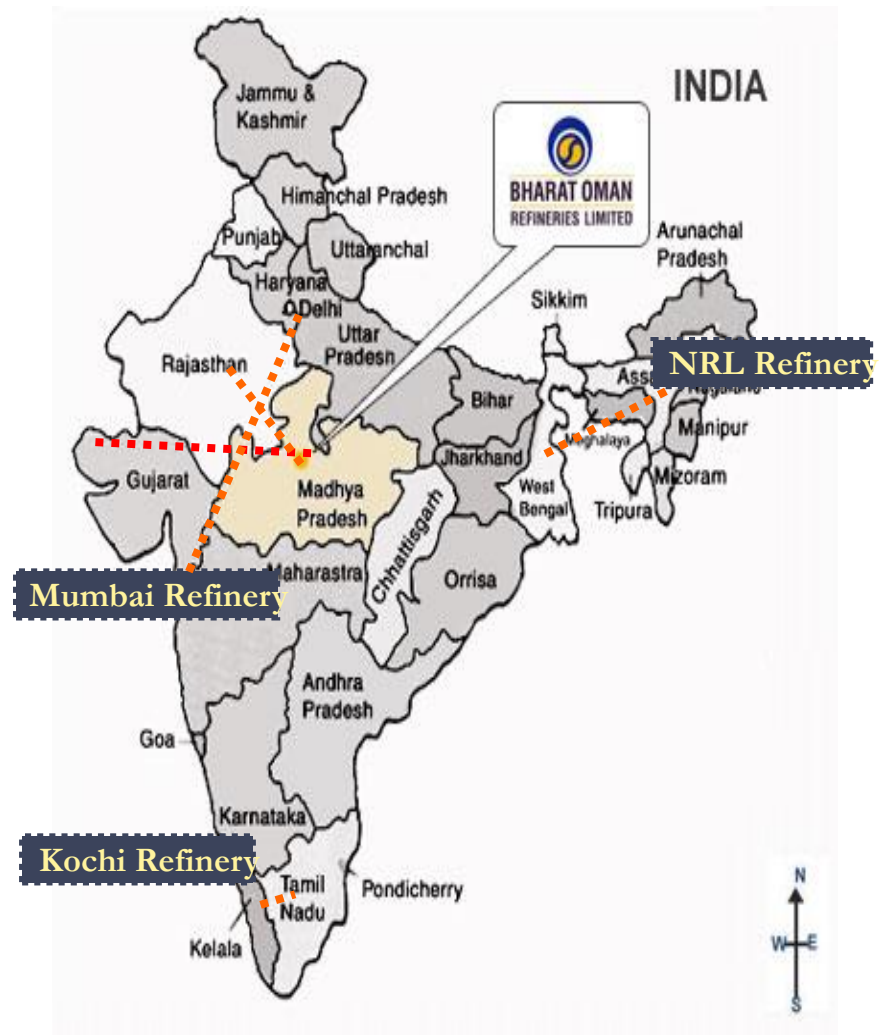 INDIA
Jammu &
Kashmir
BHARAT OMAN
REFINERIES LIMITED
Himanchal Pradesh
Punjab
Uttaranchal
Arunachal
Pradesh
Haryana
Delhi
Sikkim
Uttar
Pradesh
Rajasthan
NRL Refinery
Bihar
Manipur
Meghalaya
Jharkhand
Gujarat
Mizoram
Madhya
Pradesh
West
Bengal
Tripura
Chhattisgarh
Maharastra
Orrisa
Mumbai Refinery
Andhra
Pradesh
Goa
Karnataka
Kochi Refinery
Tamil
Nadu
Pondicherry
Kelala
N
W E
S